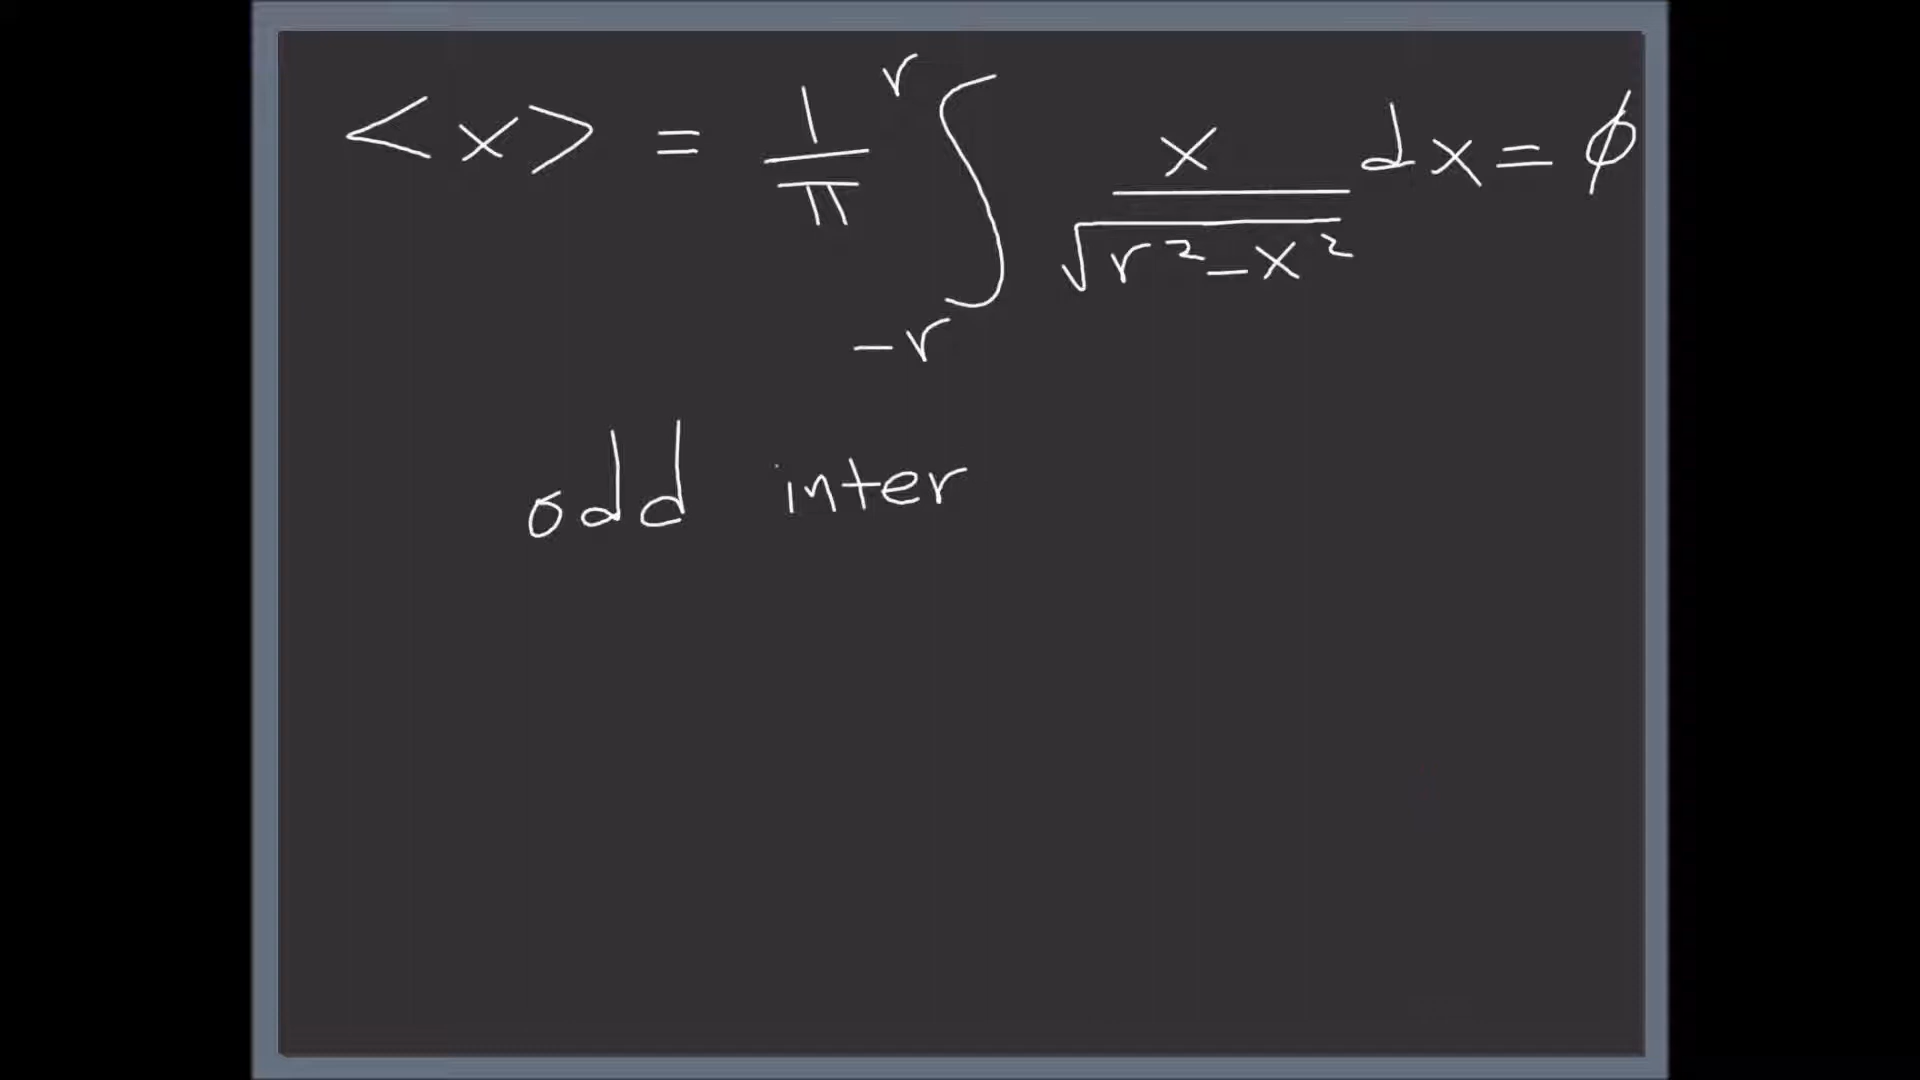 <x> = 1/π ∫_{-r}^{r} x/√(r²-x²) dx = ϕ
odd inter